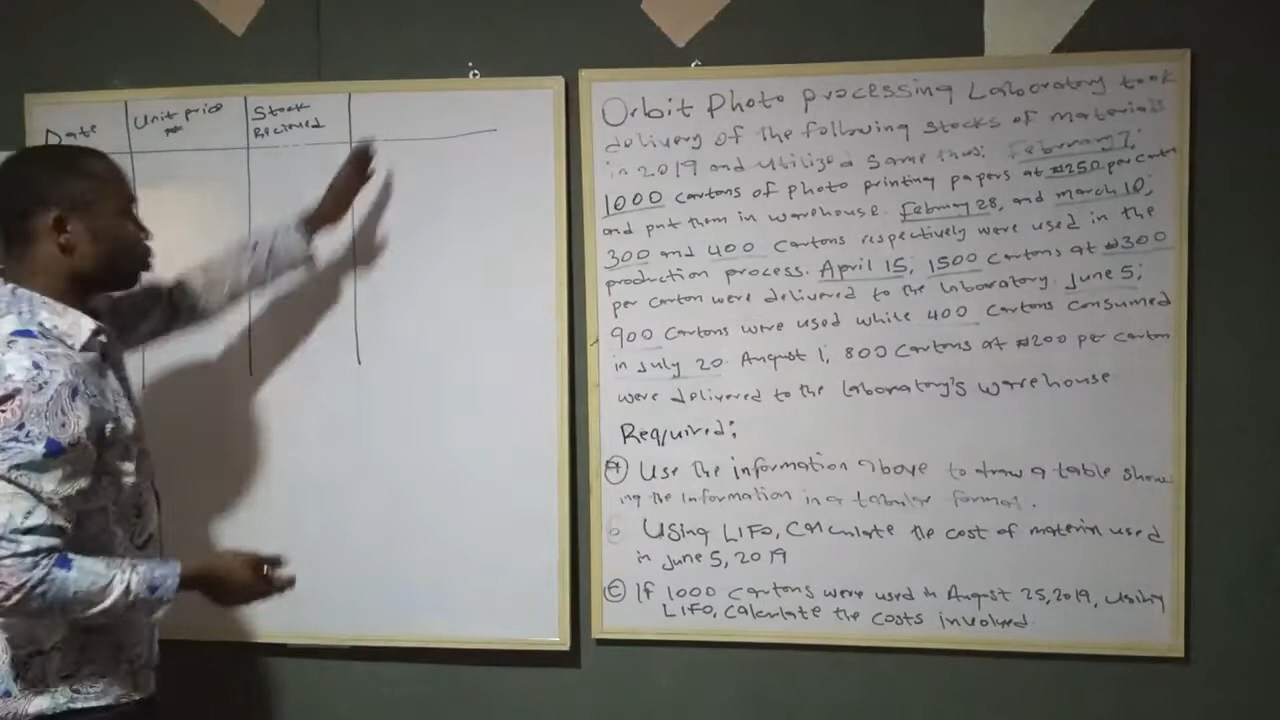 Date
Unit price
Stock
Recieved
Orbit Photo processing Laboratory took
delivery of the following stocks of materials
in 2019 and utilized same thus: February 7;
1000 cartons of photo printing papers at ₦250 per carton
and put them in warehouse. February 28, and march 10;
300 and 400 cartons respectively were used in the
production process. April 15, 1500 cartons at ₦300
per carton were delivered to the laboratory. June 5;
900 cartons were used while 400 cartons consumed
in July 20. August 1, 800 cartons at ₦200 per carton
were delivered to the laboratory's warehouse
Required;
A Use the information above to draw a table show
ing the information in a tabular format.
Using LIFO, calculate the cost of material used
in june 5, 2019
C If 1000 cartons were used in August 25, 2019, using
LIFO, calculate the costs involved.